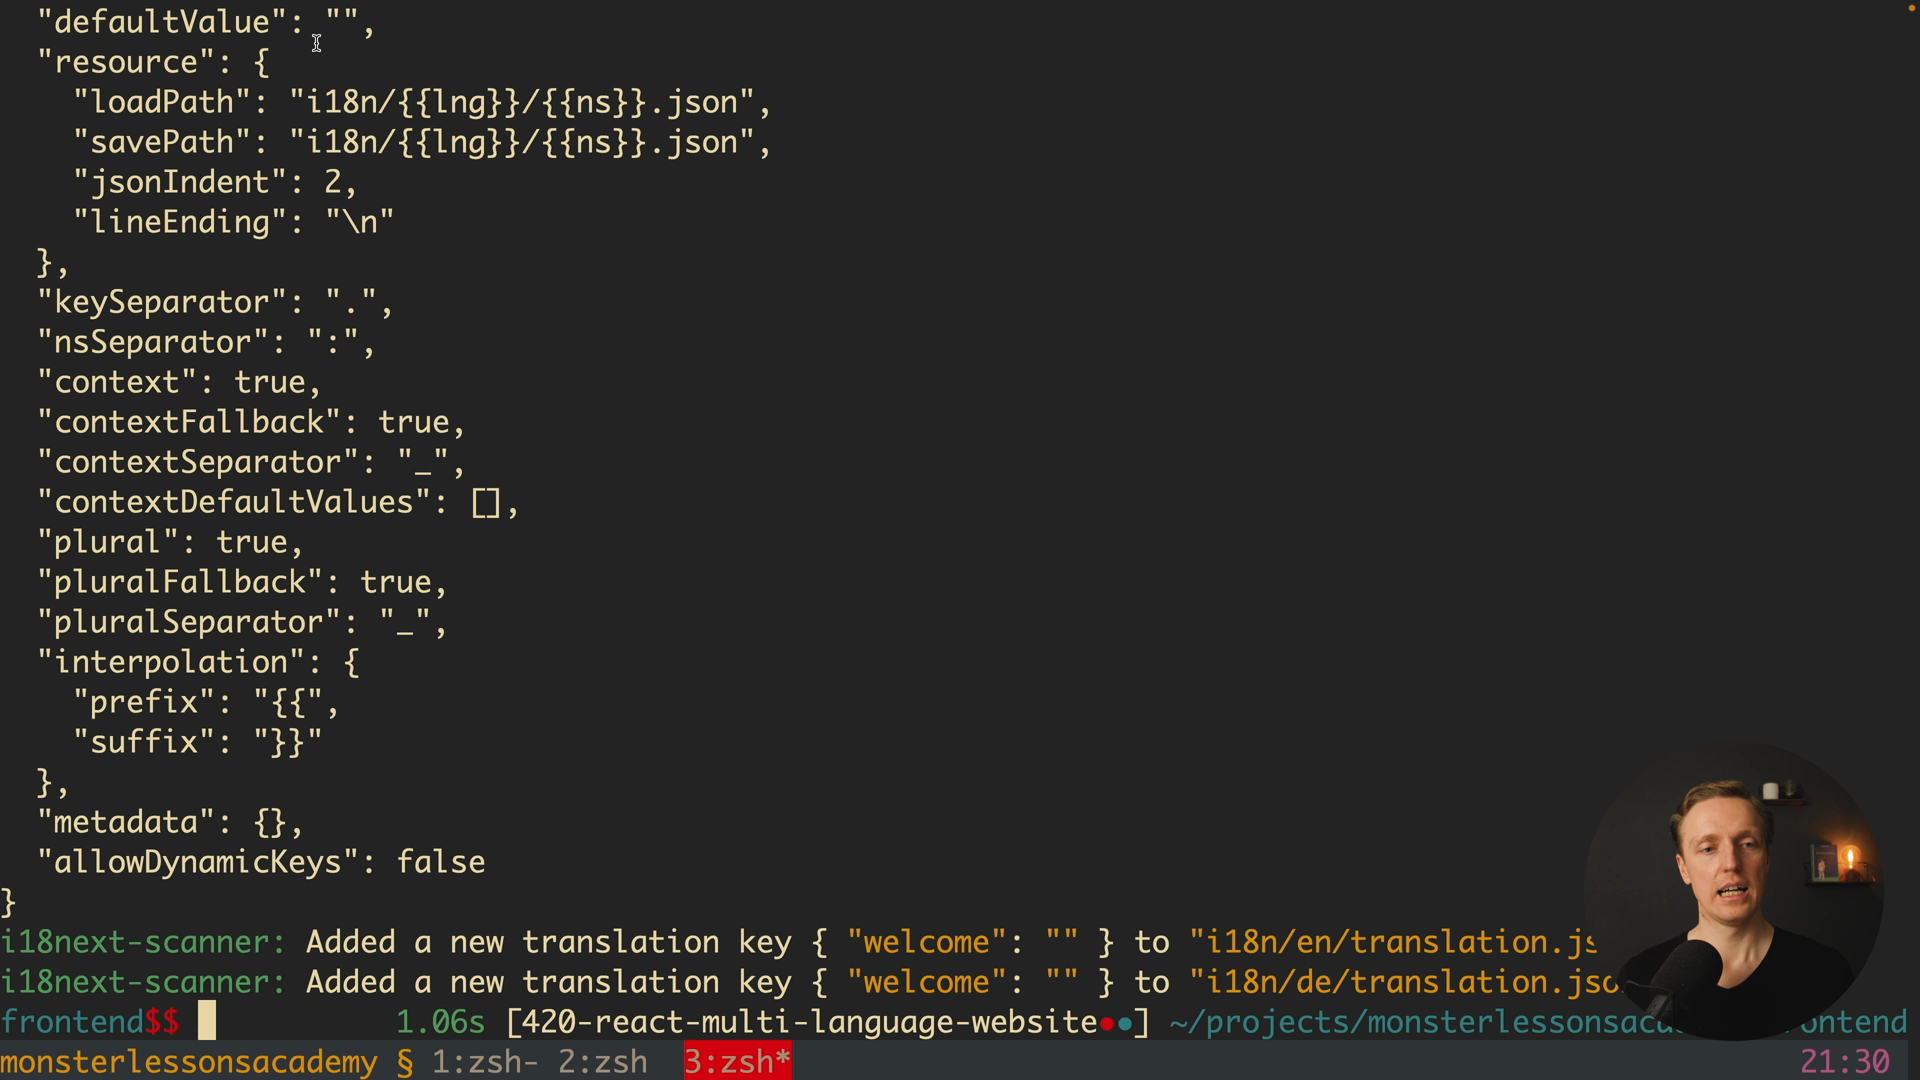 "defaultValue": "",
"resource": {
"loadPath": "i18n/{{lng}}/{{ns}}.json",
"savePath": "i18n/{{lng}}/{{ns}}.json",
"jsonIndent": 2,
"lineEnding": "\n"
},
"keySeparator": ".",
"nsSeparator": ":",
"context": true,
"contextFallback": true,
"contextSeparator": "_",
"contextDefaultValues": [],
"plural": true,
"pluralFallback": true,
"pluralSeparator": "_",
"interpolation": {
"prefix": "{{",
"suffix": "}}"
},
"metadata": {},
"allowDynamicKeys": false
}
i18next-scanner: Added a new translation key { "welcome": "" } to "i18n/en/translation.js
i18next-scanner: Added a new translation key { "welcome": "" } to "i18n/de/translation.jso
frontend$$ 1.06s [420-react-multi-language-website●●] ~/projects/monsterlessonsaca ontend
monsterlessonsacademy § 1:zsh- 2:zsh 3:zsh* 21:30